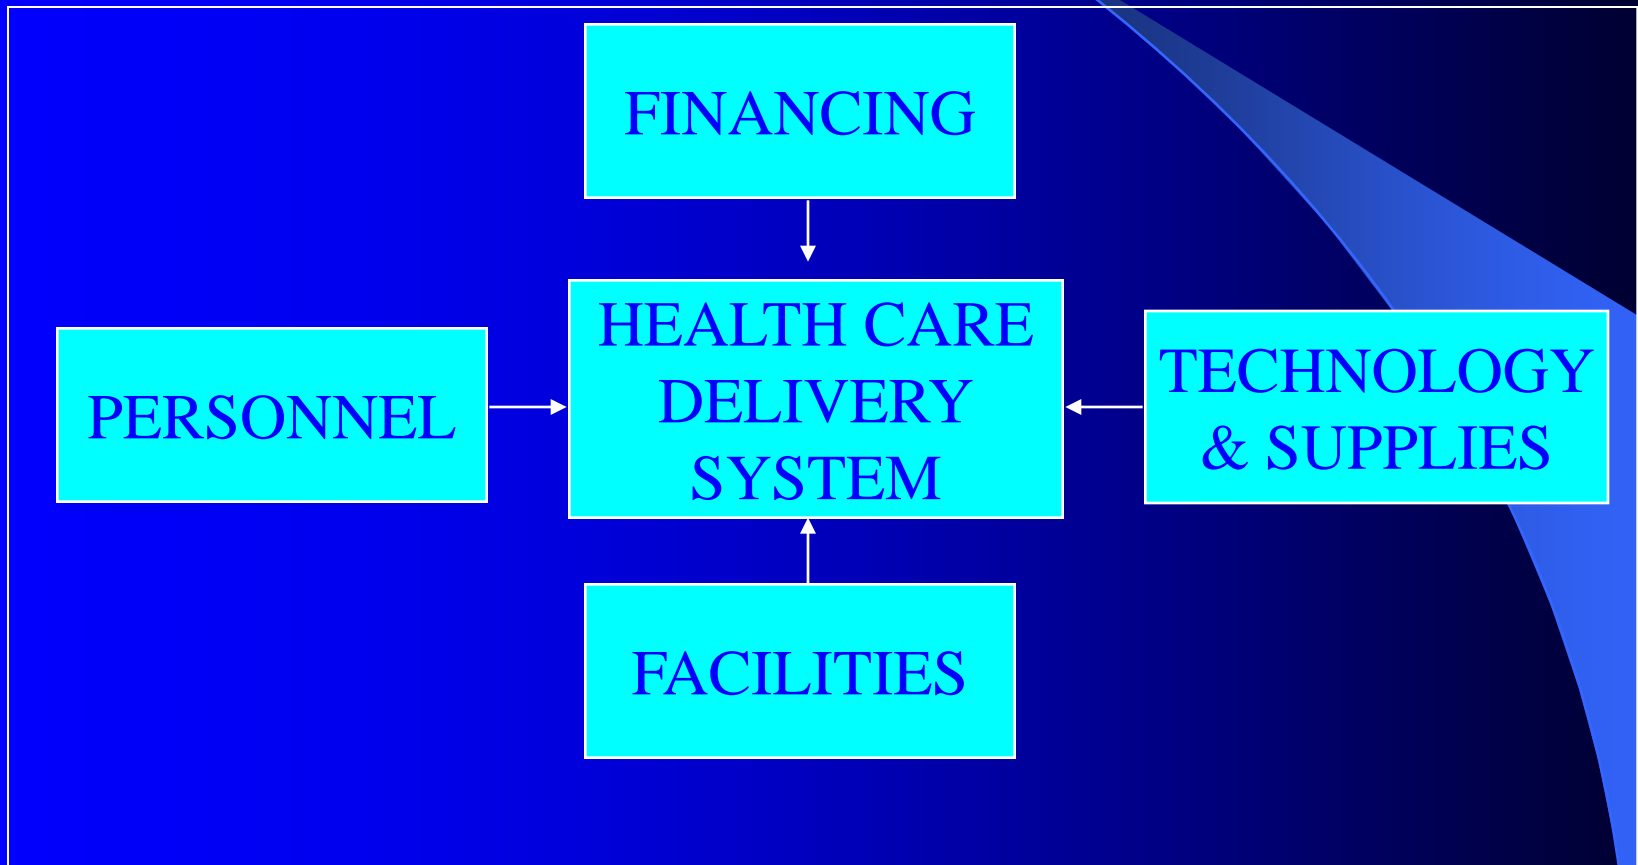 FINANCING
HEALTH CARE
DELIVERY
SYSTEM
PERSONNEL
TECHNOLOGY
& SUPPLIES
FACILITIES